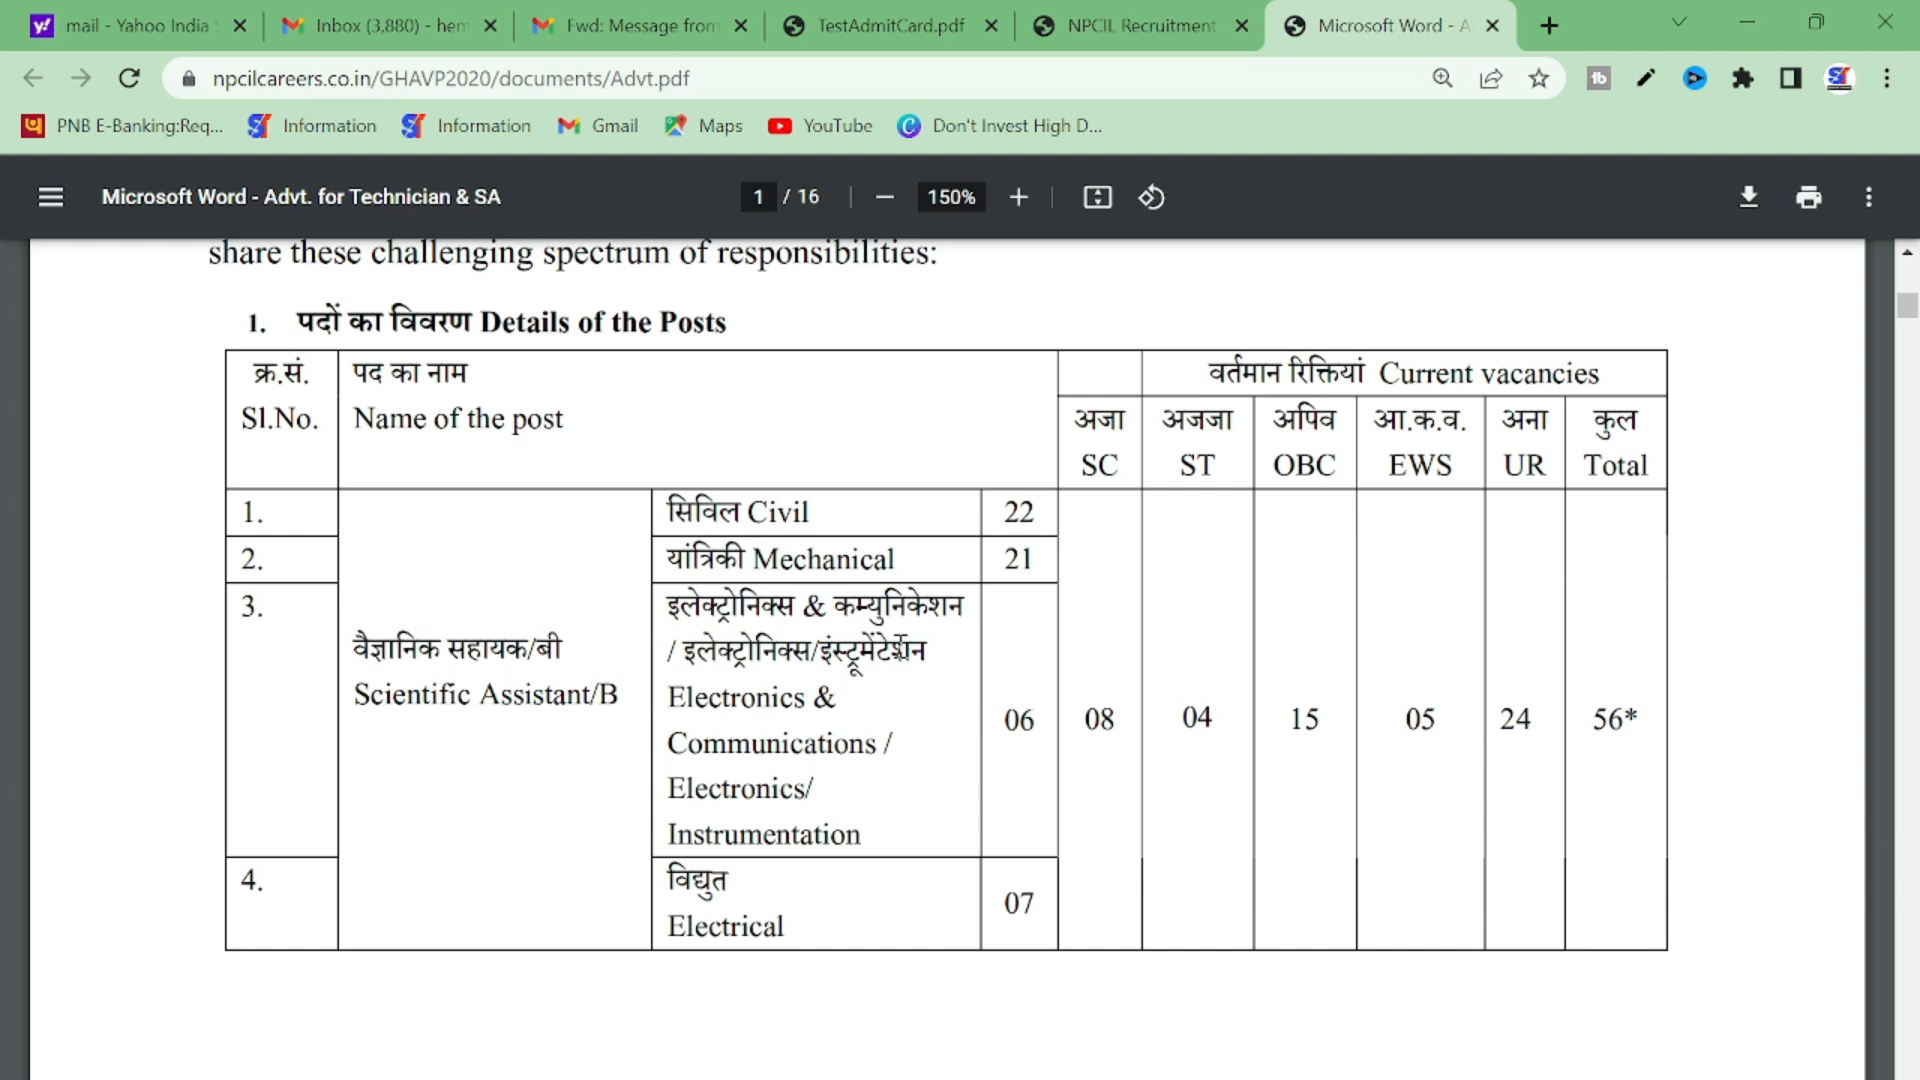 mail - Yahoo India
Inbox (3,880) - hem
Fwd: Message from
TestAdmitCard.pdf
NPCIL Recruitment
Microsoft Word - A
npcilcareers.co.in/GHAVP2020/documents/Advt.pdf
PNB E-Banking:Req...
Information
Information
Gmail
Maps
YouTube
Don't Invest High D...
Microsoft Word - Advt. for Technician & SA
1 / 16
150%
share these challenging spectrum of responsibilities:
1. पदों का विवरण Details of the Posts
क्र.सं.
Sl.No.
पद का नाम
Name of the post
वर्तमान रिक्तियां Current vacancies
अजा
SC
अजजा
ST
अपिव
OBC
आ.क.व.
EWS
अना
UR
कुल
Total
1.
सिविल Civil
22
2.
यांत्रिकी Mechanical
21
3.
वैज्ञानिक सहायक/बी
Scientific Assistant/B
इलेक्ट्रोनिक्स & कम्युनिकेशन
/ इलेक्ट्रोनिक्स/इंस्ट्रूमेंटेशन
Electronics &
Communications /
Electronics/
Instrumentation
06
08
04
15
05
24
56*
4.
विद्युत
Electrical
07